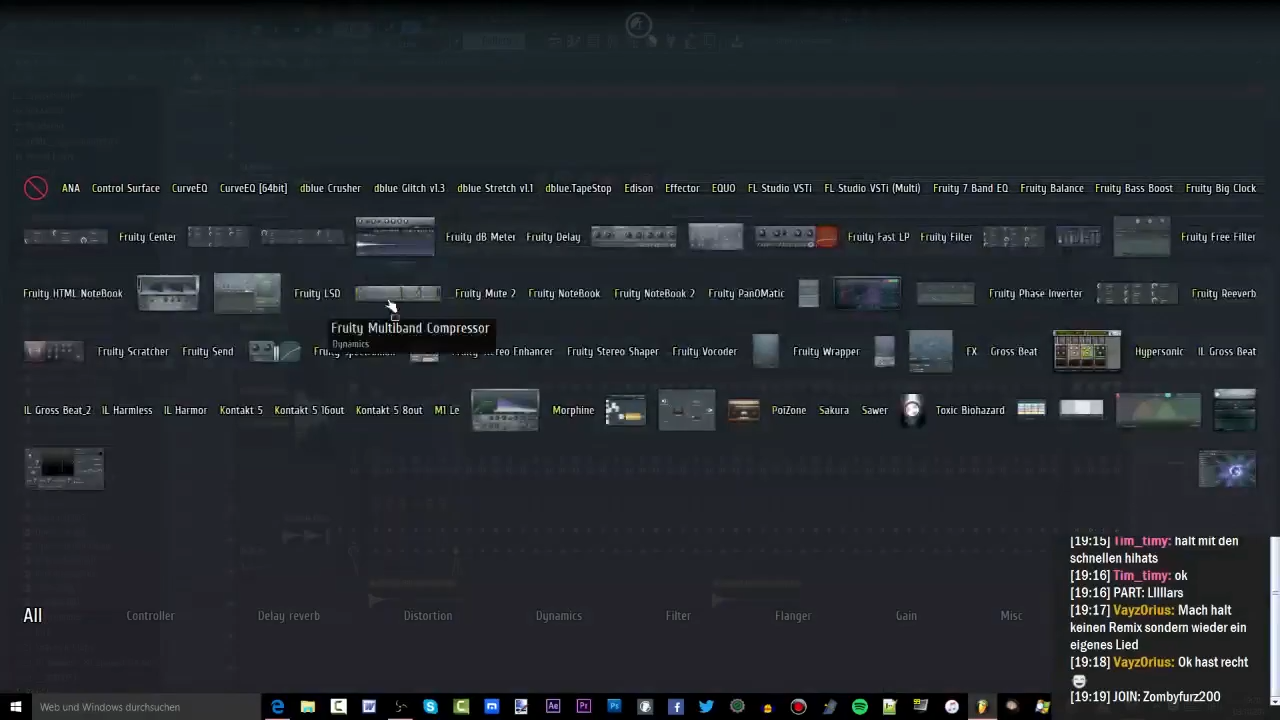 ANA Control Surface CurveEQ CurveEQ [64bit] dblue Crusher dblue Glitch v1.3 dblue Stretch v1.1 dblue.TapeStop Edison Effector EQUO FL Studio VSTi FL Studio VSTi (Multi) Fruity 7 Band EQ Fruity Balance Fruity Bass Boost Fruity Big Clock
Fruity Center Fruity dB Meter Fruity Delay Fruity Fast LP Fruity Filter Fruity Free Filter
Fruity HTML NoteBook Fruity LSD Fruity Mute 2 Fruity NoteBook Fruity NoteBook 2 Fruity PanOMatic Fruity Phase Inverter Fruity Reeverb
Fruity Multiband Compressor
Dynamics
Fruity Scratcher Fruity Send Fruity Stereo Enhancer Fruity Stereo Shaper Fruity Vocoder Fruity Wrapper FX Gross Beat Hypersonic IL Gross Beat
IL Gross Beat_2 IL Harmless IL Harmor Kontakt 5 Kontakt 5 16out Kontakt 5 8out M1 Le Morphine PoiZone Sakura Sawer Toxic Biohazard
All Controller Delay reverb Distortion Dynamics Filter Flanger Gain Misc
[19:15] Tim_timy: halt mit den
schnellen hihats
[19:16] Tim_timy: ok
[19:16] PART: LIlllars
[19:17] Vayz0rius: Mach halt
keinen Remix sondern wieder ein
eigenes Lied
[19:18] Vayz0rius: Ok hast recht
[19:19] JOIN: Zombyfurz200
Web und Windows durchsuchen